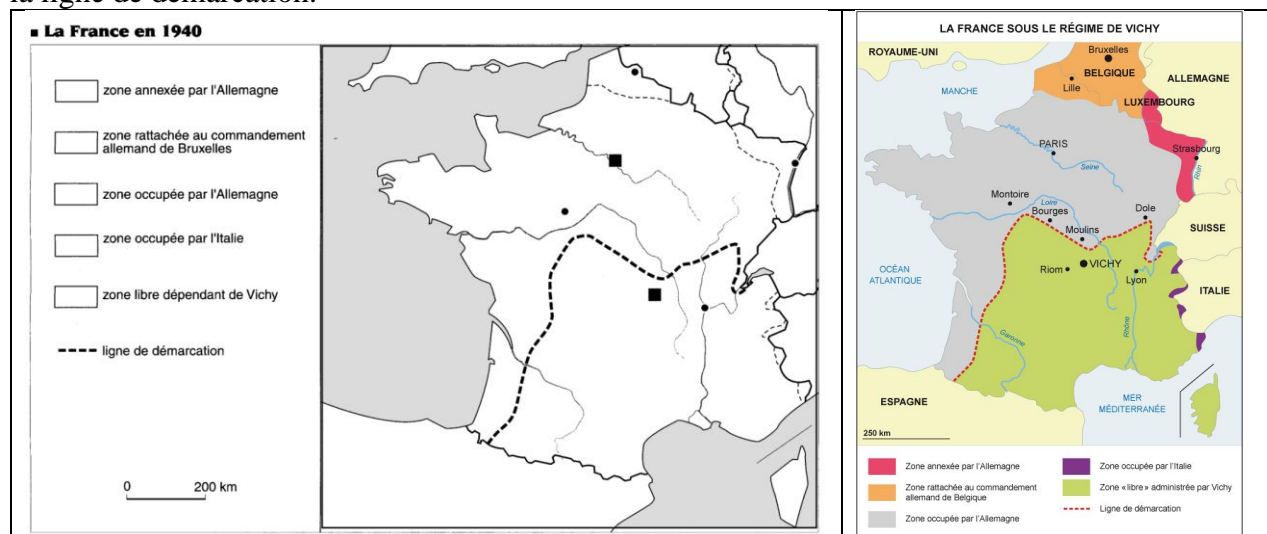 la ligne de démarcation.
■ La France en 1940
zone annexée par l'Allemagne
zone rattachée au commandement
allemand de Bruxelles
zone occupée par l'Allemagne
zone occupée par l'Italie
zone libre dépendant de Vichy
ligne de démarcation
0 200 km
LA FRANCE SOUS LE RÉGIME DE VICHY
ROYAUME-UNI
Bruxelles
BELGIQUE
ALLEMAGNE
MANCHE
Lille
LUXEMBOURG
PARIS
Strasbourg
Seine
Rhin
Montoire
Loire
Bourges
Dole
Moulins
SUISSE
Riom
VICHY
Lyon
OCÉAN
ATLANTIQUE
ITALIE
Garonne
Rhône
ESPAGNE
MER
MÉDITERRANÉE
250 km
Zone annexée par l'Allemagne
Zone rattachée au commandement
allemand de Belgique
Zone occupée par l'Allemagne
Zone occupée par l'Italie
Zone «libre» administrée par Vichy
Ligne de démarcation